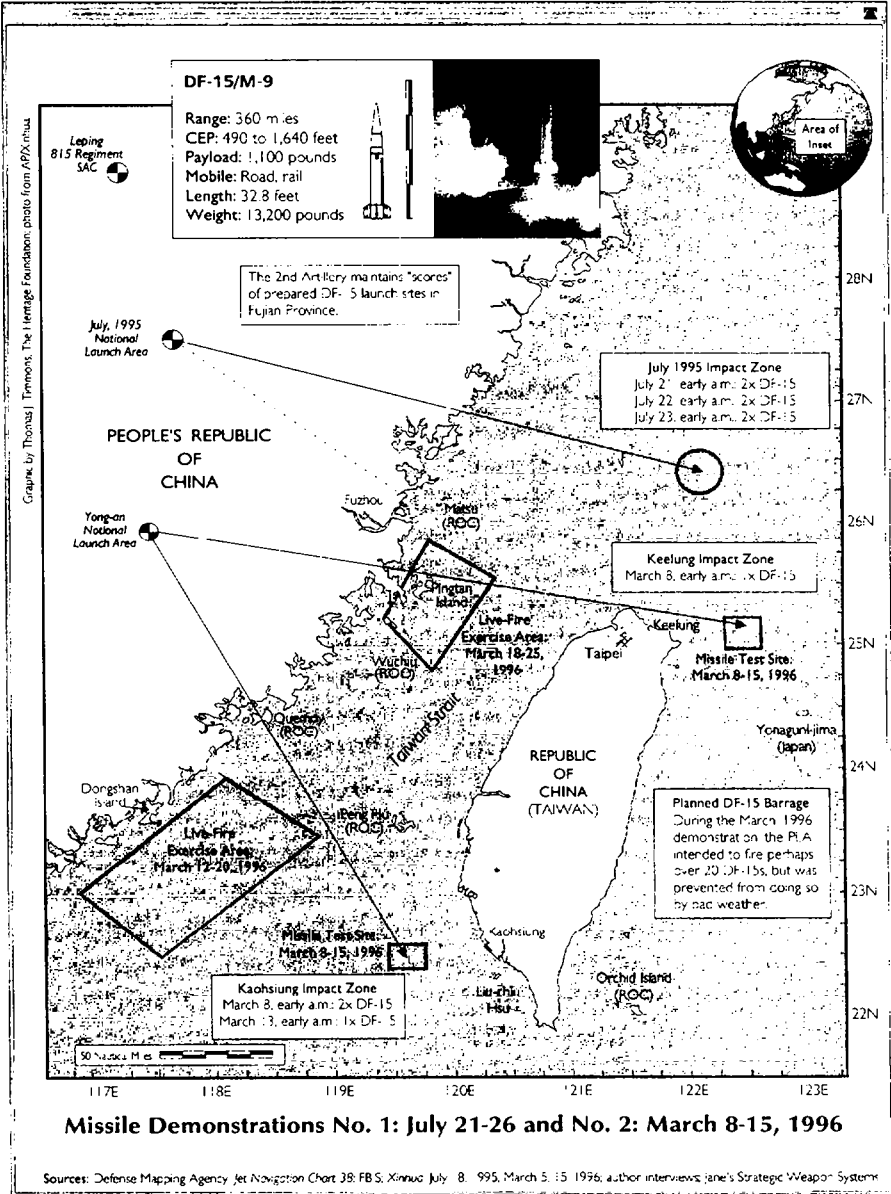 DF-15/M-9
Range: 360 miles
CEP: 490 to 1,640 feet
Payload: 1,100 pounds
Mobile: Road, rail
Length: 32.8 feet
Weight: 13,200 pounds
Area of
Inset
Leping
815 Regiment
SAC
The 2nd Artillery maintains "scores"
of prepared DF-15 launch sites in
Fujian Province.
28N
July, 1995
National
Launch Area
July 1995 Impact Zone
July 21, early a.m.: 2x DF-15
July 22, early a.m.: 2x DF-15
July 23, early a.m.: 2x DF-15
27N
PEOPLE'S REPUBLIC
OF
CHINA
Fuzhou
Matsu
(ROC)
26N
Yong-an
Notional
Launch Area
Keelung Impact Zone
March 8, early a.m.: 1x DF-15
Pingtan
Island
Live-Fire
Exercise Area:
March 18-25,
1996
Keelung
Taipei
25N
Missile Test Site:
March 8-15, 1996
Wuchiu
(ROC)
Quemoy
(ROC)
Taiwan Strait
Yonaguni-jima
(Japan)
REPUBLIC
OF
CHINA
(TAIWAN)
24N
Dongshan
Island
Peng Hu
(ROC)
Live-Fire
Exercise Area:
March 12-20, 1996
Planned DF-15 Barrage
During the March 1996
demonstration, the PLA
intended to fire perhaps
over 20 DF-15s, but was
prevented from doing so
by bad weather.
23N
Missile Test Site:
March 8-15, 1996
Kaohsiung
Kaohsiung Impact Zone
March 8, early a.m.: 2x DF-15
March 13, early a.m.: 1x DF-15
Orchid Island
(ROC)
Hsu
22N
50 Nautical Miles
117E 118E 119E 120E 121E 122E 123E
Graphic by Thomas J. Timmons, The Heritage Foundation; photo from AP/Xinhua
Missile Demonstrations No. 1: July 21-26 and No. 2: March 8-15, 1996
Sources: Defense Mapping Agency Jet Navigation Chart 38; FBIS; Xinhua July 18, 1995, March 5, 15 1996; author interviews; Jane's Strategic Weapon Systems